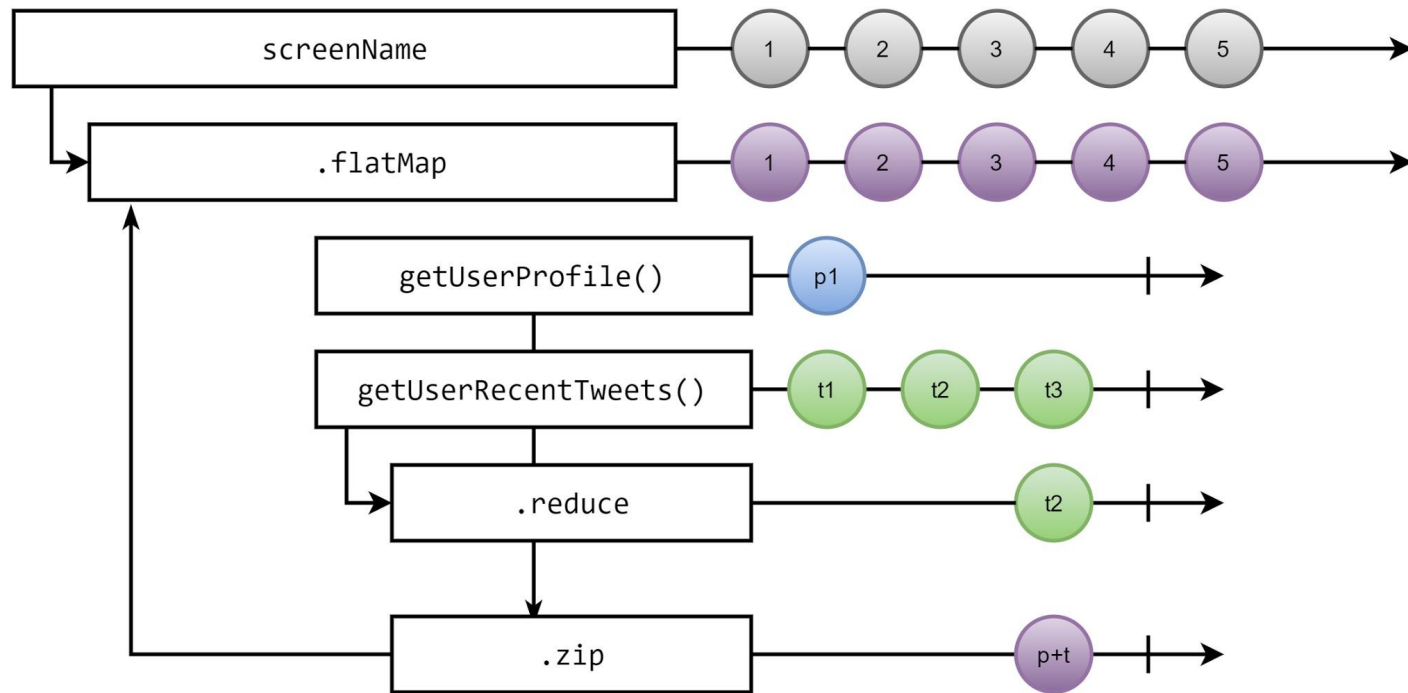 screenName 1 2 3 4 5
.flatMap 1 2 3 4 5
getUserProfile() p1
getUserRecentTweets() t1 t2 t3
.reduce t2
.zip p+t